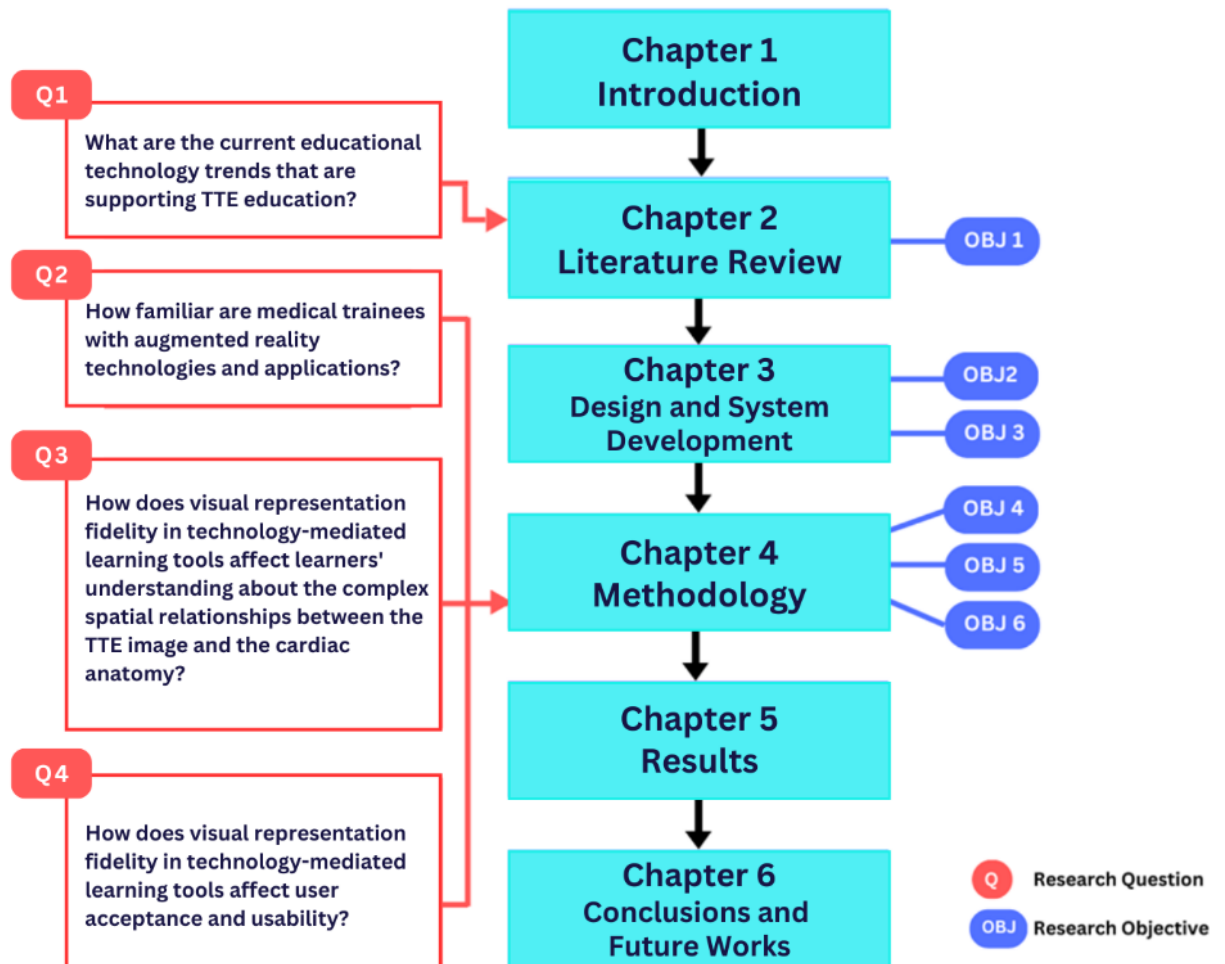 Chapter 1
Introduction
Q1
What are the current educational
technology trends that are
supporting TTE education?
Chapter 2
Literature Review
OBJ 1
Q2
How familiar are medical trainees
with augmented reality
technologies and applications?
Chapter 3
Design and System
Development
OBJ2
OBJ 3
Q3
How does visual representation
fidelity in technology-mediated
learning tools affect learners'
understanding about the complex
spatial relationships between the
TTE image and the cardiac
anatomy?
Chapter 4
Methodology
OBJ 4
OBJ 5
OBJ 6
Chapter 5
Results
Q4
How does visual representation
fidelity in technology-mediated
learning tools affect user
acceptance and usability?
Chapter 6
Conclusions and
Future Works
Q Research Question
OBJ Research Objective